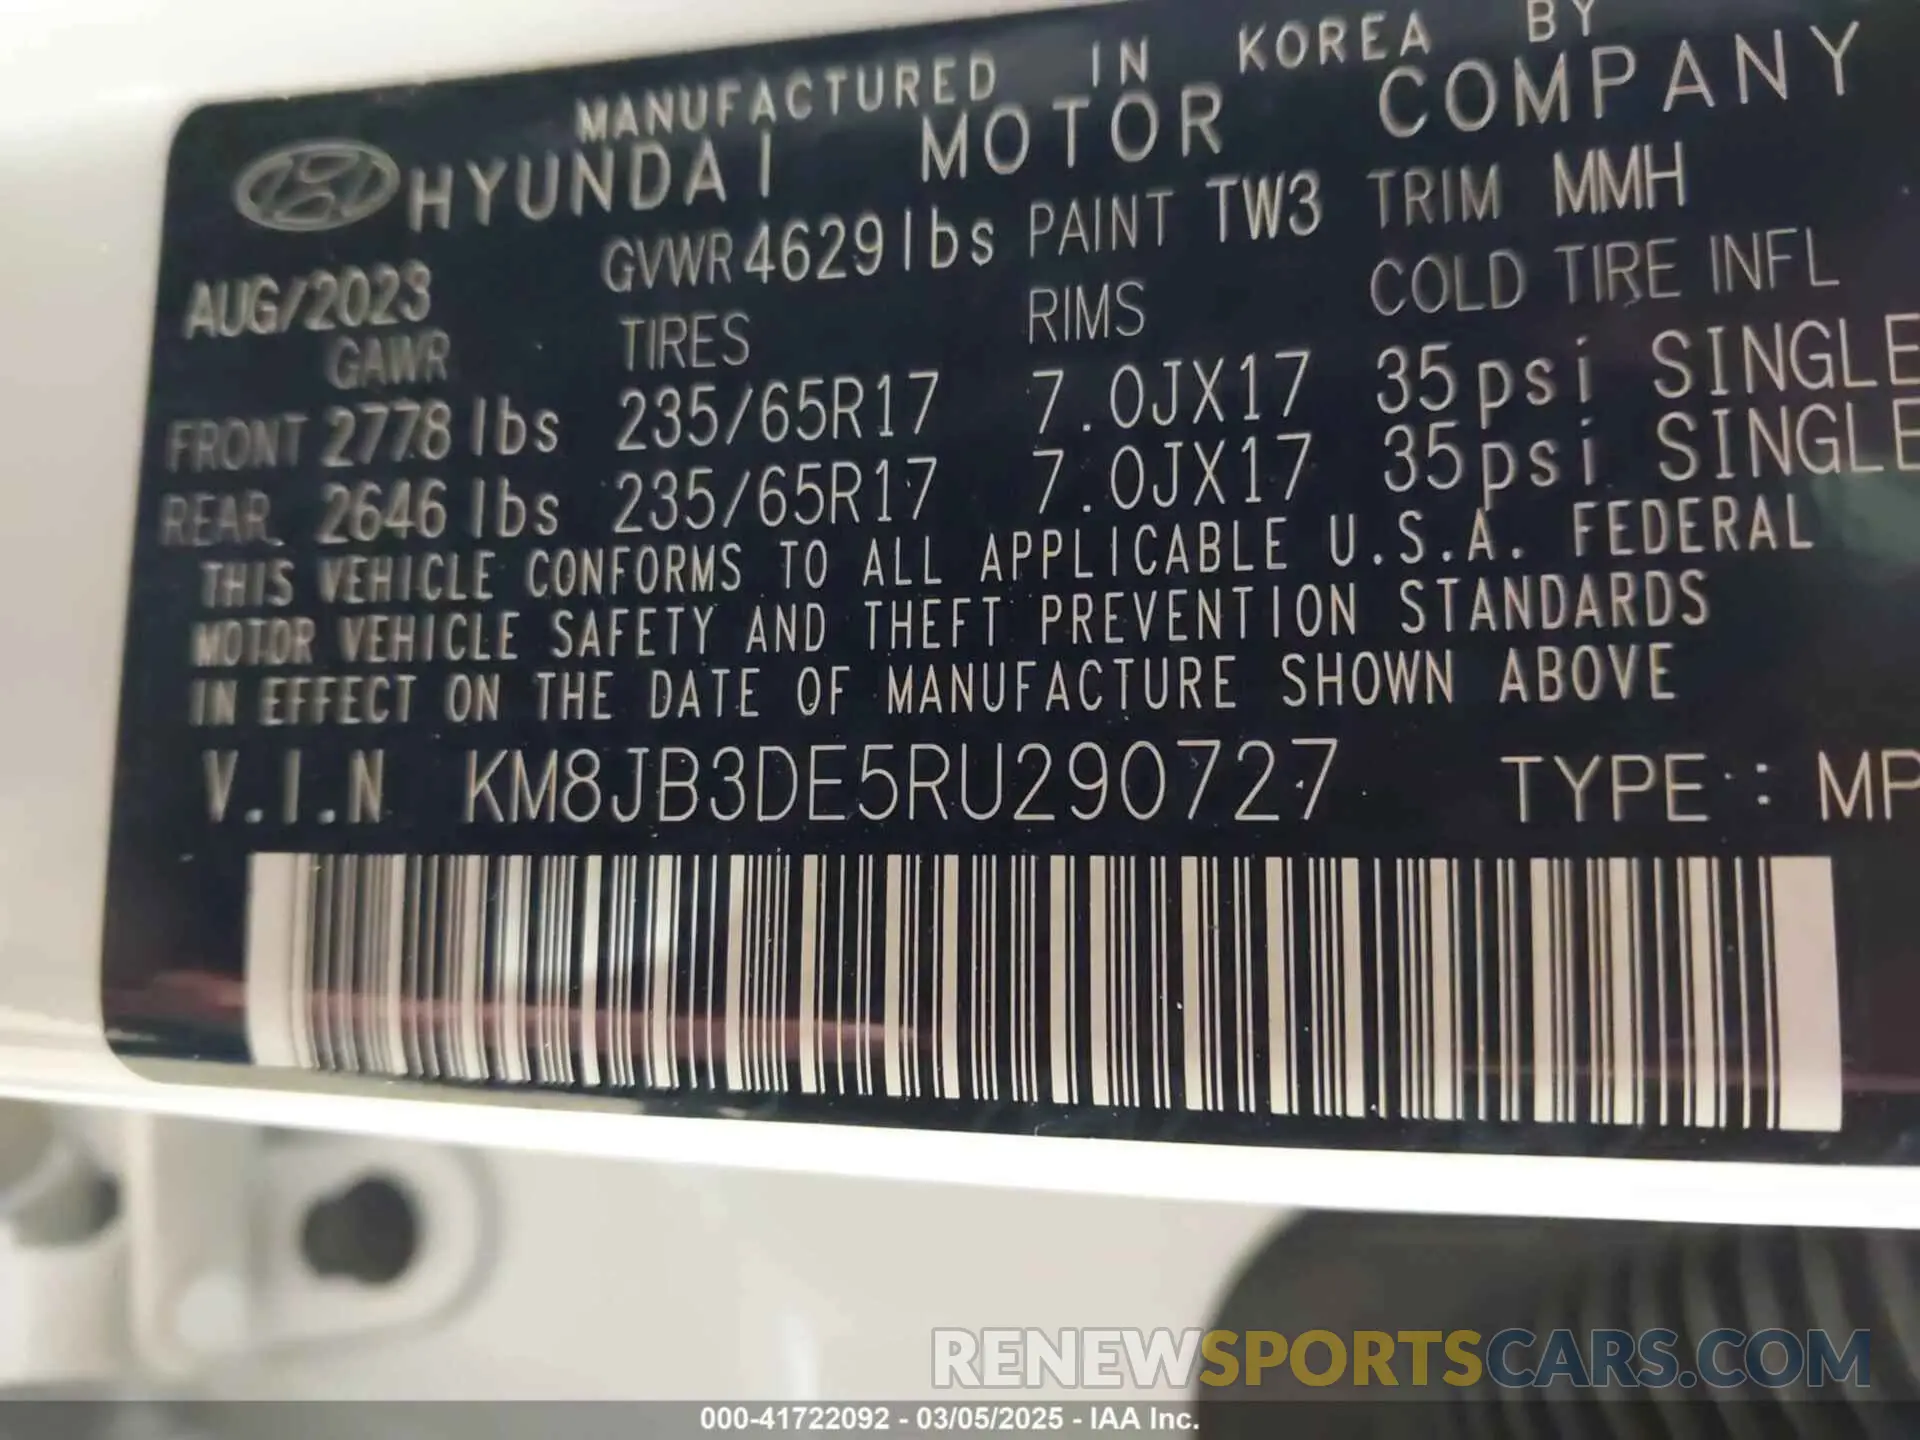 MANUFACTURED IN KOREA BY
HYUNDAI MOTOR COMPANY
AUG/2023 GVWR 4629 lbs PAINT TW3 TRIM MMH
GAWR TIRES RIMS COLD TIRE INFL
FRONT 2778 lbs 235/65R17 7.0JX17 35psi SINGLE
REAR 2646 lbs 235/65R17 7.0JX17 35psi SINGLE
THIS VEHICLE CONFORMS TO ALL APPLICABLE U.S.A. FEDERAL
MOTOR VEHICLE SAFETY AND THEFT PREVENTION STANDARDS
IN EFFECT ON THE DATE OF MANUFACTURE SHOWN ABOVE
V.I.N KM8JB3DE5RU290727 TYPE : MP
RENEWSPORTSCARS.COM
000-41722092 - 03/05/2025 - IAA Inc.